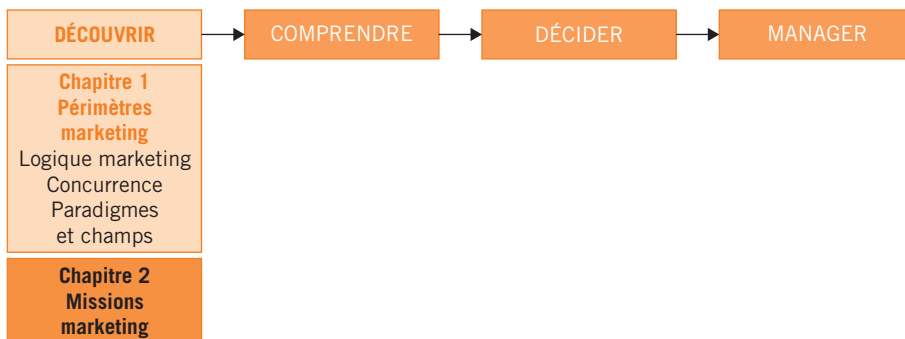 DÉCOUVRIR
COMPRENDRE
DÉCIDER
MANAGER
Chapitre 1
Périmètres
marketing
Logique marketing
Concurrence
Paradigmes
et champs
Chapitre 2
Missions
marketing